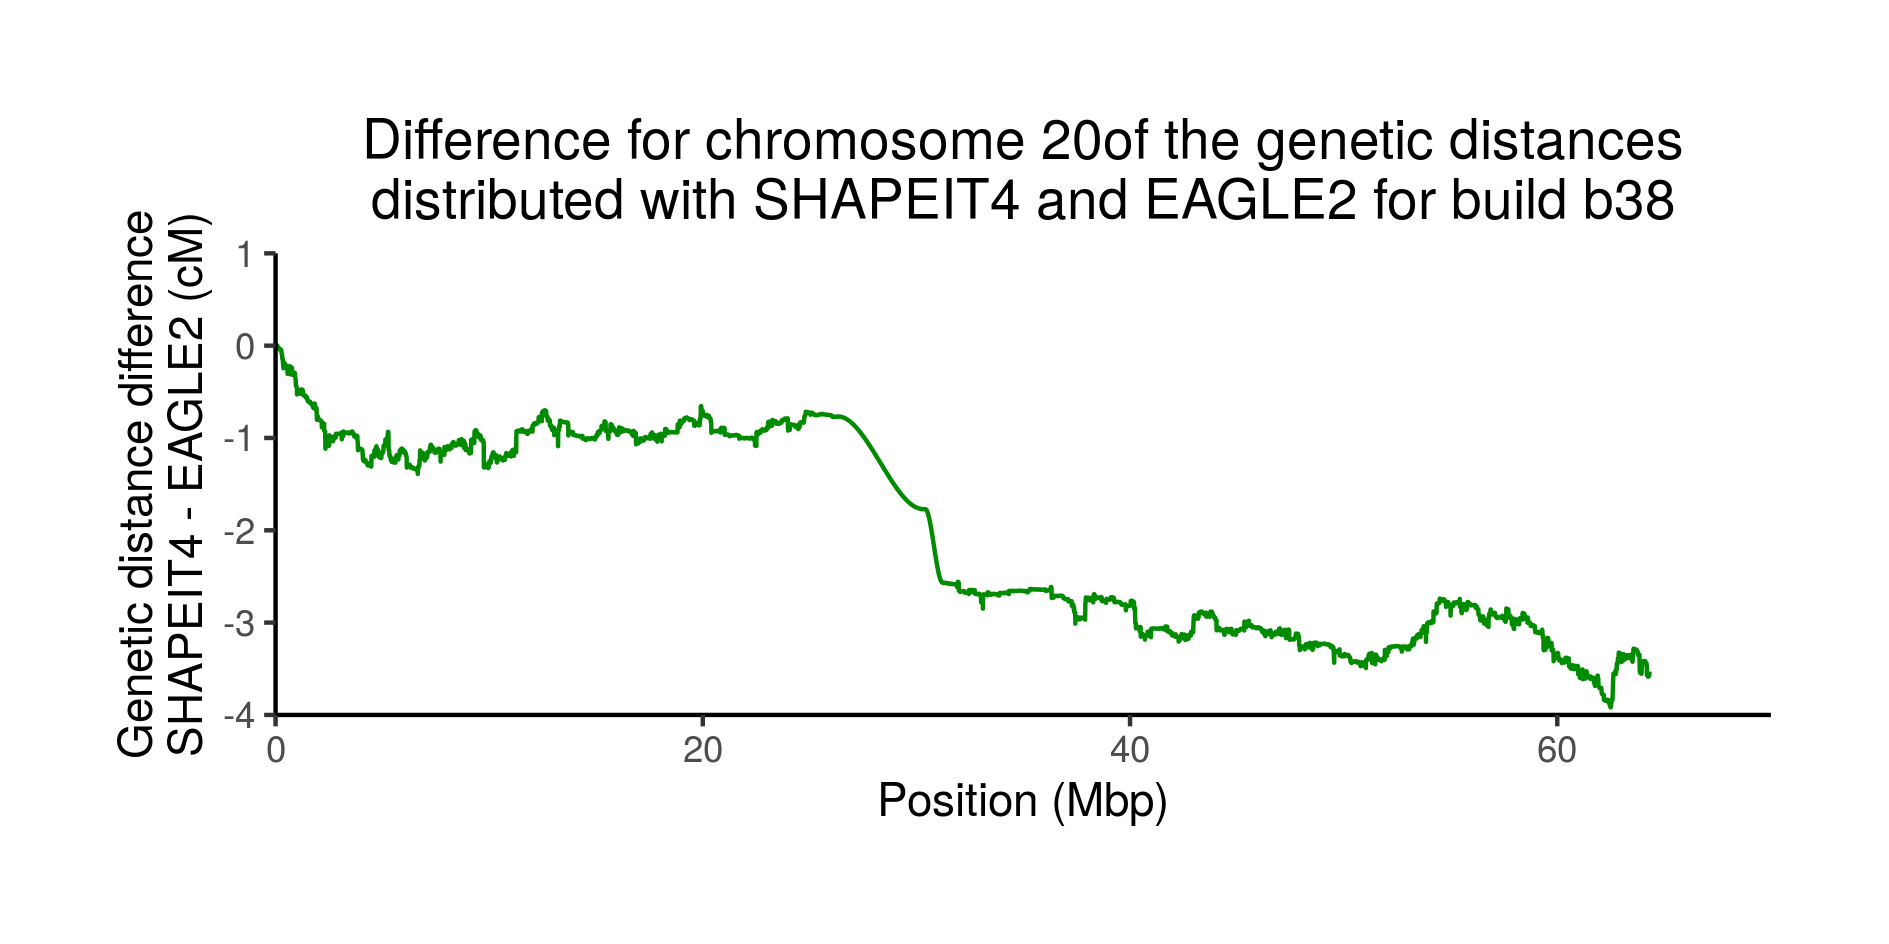 Difference for chromosome 20of the genetic distances
distributed with SHAPEIT4 and EAGLE2 for build b38
Genetic distance difference
SHAPEIT4 - EAGLE2 (cM)
1
0
-1
-2
-3
-4
0
20
40
60
Position (Mbp)